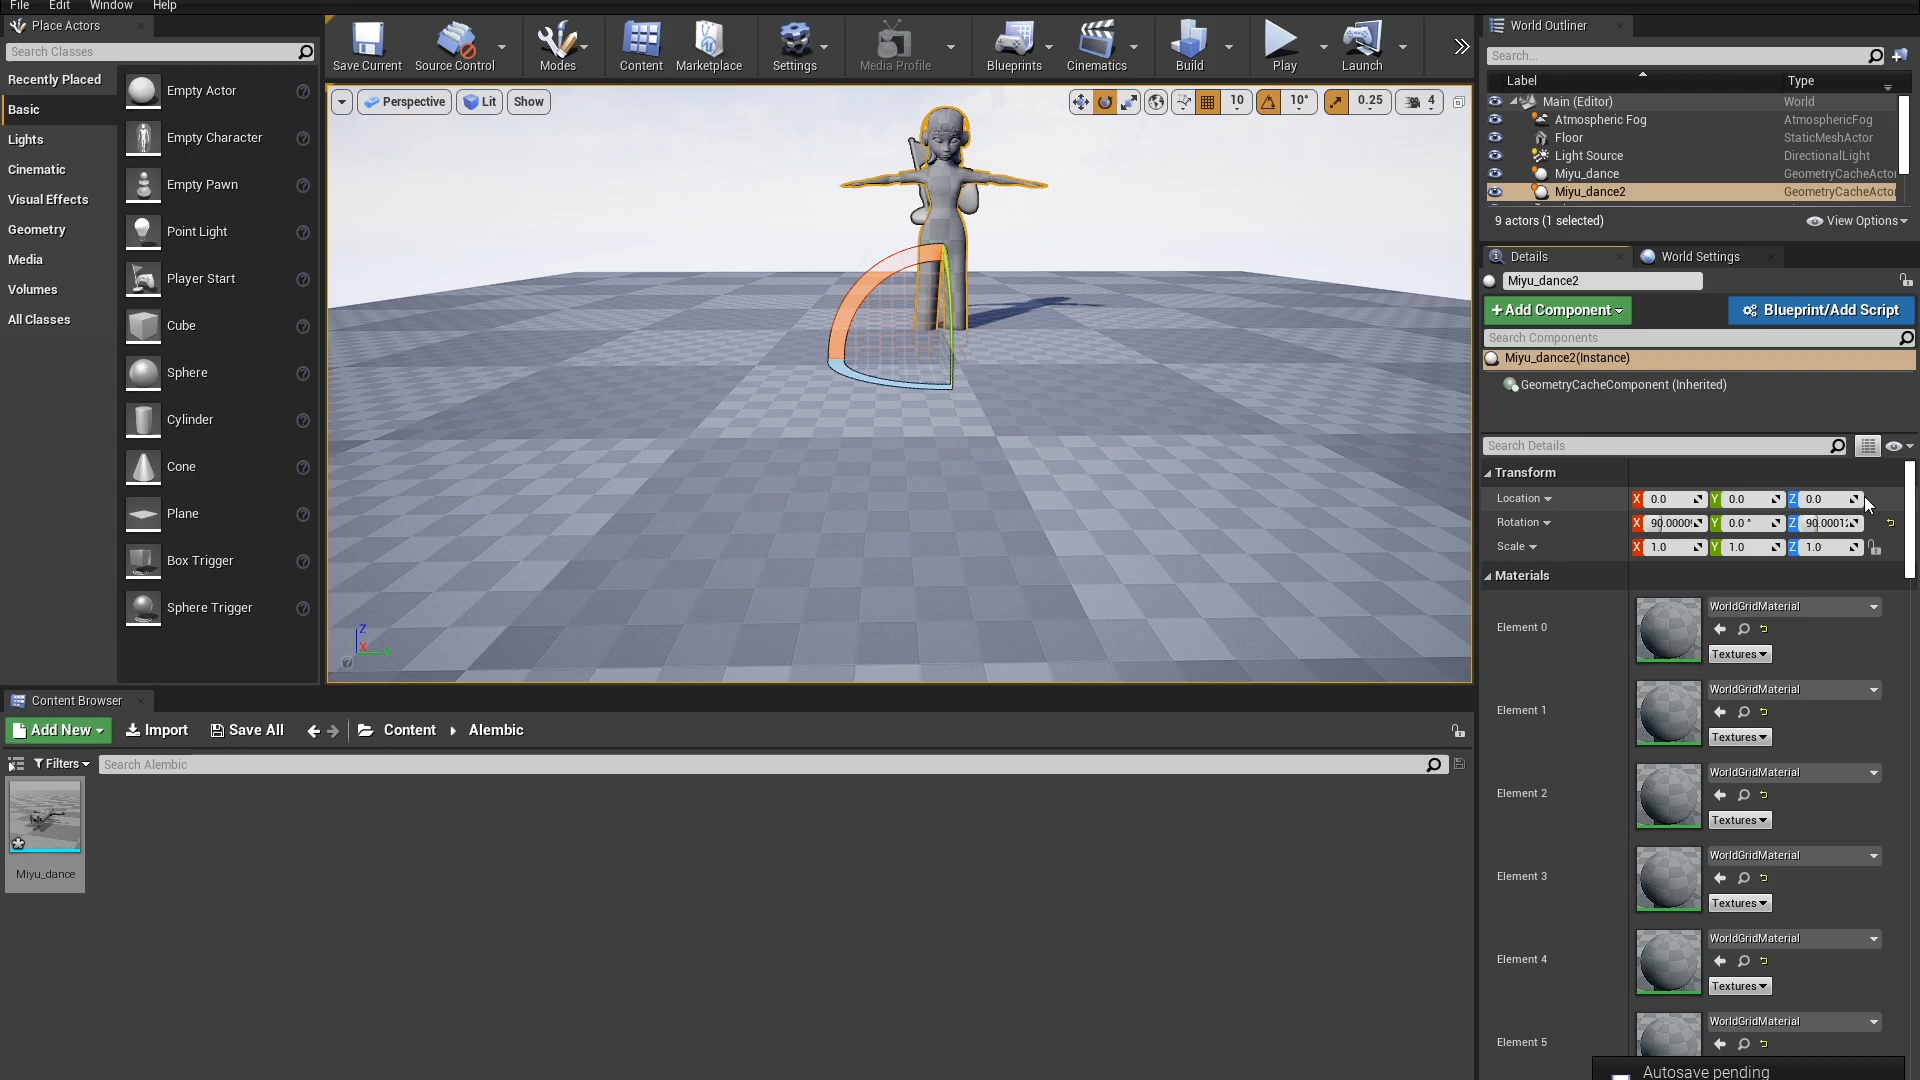 File Edit Window Help
Place Actors
Search Classes
Recently Placed
Basic
Lights
Cinematic
Visual Effects
Geometry
Media
Volumes
All Classes
Empty Actor
Empty Character
Empty Pawn
Point Light
Player Start
Cube
Sphere
Cylinder
Cone
Plane
Box Trigger
Sphere Trigger
Save Current
Source Control
Modes
Content
Marketplace
Settings
Media Profile
Blueprints
Cinematics
Build
Play
Launch
Perspective
Lit
Show
10
10°
0.25
4
Z
X
Y
World Outliner
Search...
Label Type
Main (Editor) World
Atmospheric Fog AtmosphericFog
Floor StaticMeshActor
Light Source DirectionalLight
Miyu_dance GeometryCacheActor
Miyu_dance2 GeometryCacheActor
9 actors (1 selected)
View Options
Details
World Settings
Miyu_dance2
+Add Component
Blueprint/Add Script
Search Components
Miyu_dance2(Instance)
GeometryCacheComponent (Inherited)
Search Details
Transform
Location X 0.0 Y 0.0 Z 0.0
Rotation X 90.0000 Y 0.0 ° Z 90.0001
Scale X 1.0 Y 1.0 Z 1.0
Materials
Element 0
WorldGridMaterial
Textures
Element 1
WorldGridMaterial
Textures
Element 2
WorldGridMaterial
Textures
Element 3
WorldGridMaterial
Textures
Element 4
WorldGridMaterial
Textures
Element 5
WorldGridMaterial
Autosave pending
Content Browser
Add New
Import
Save All
Content
Alembic
Filters
Search Alembic
Miyu_dance